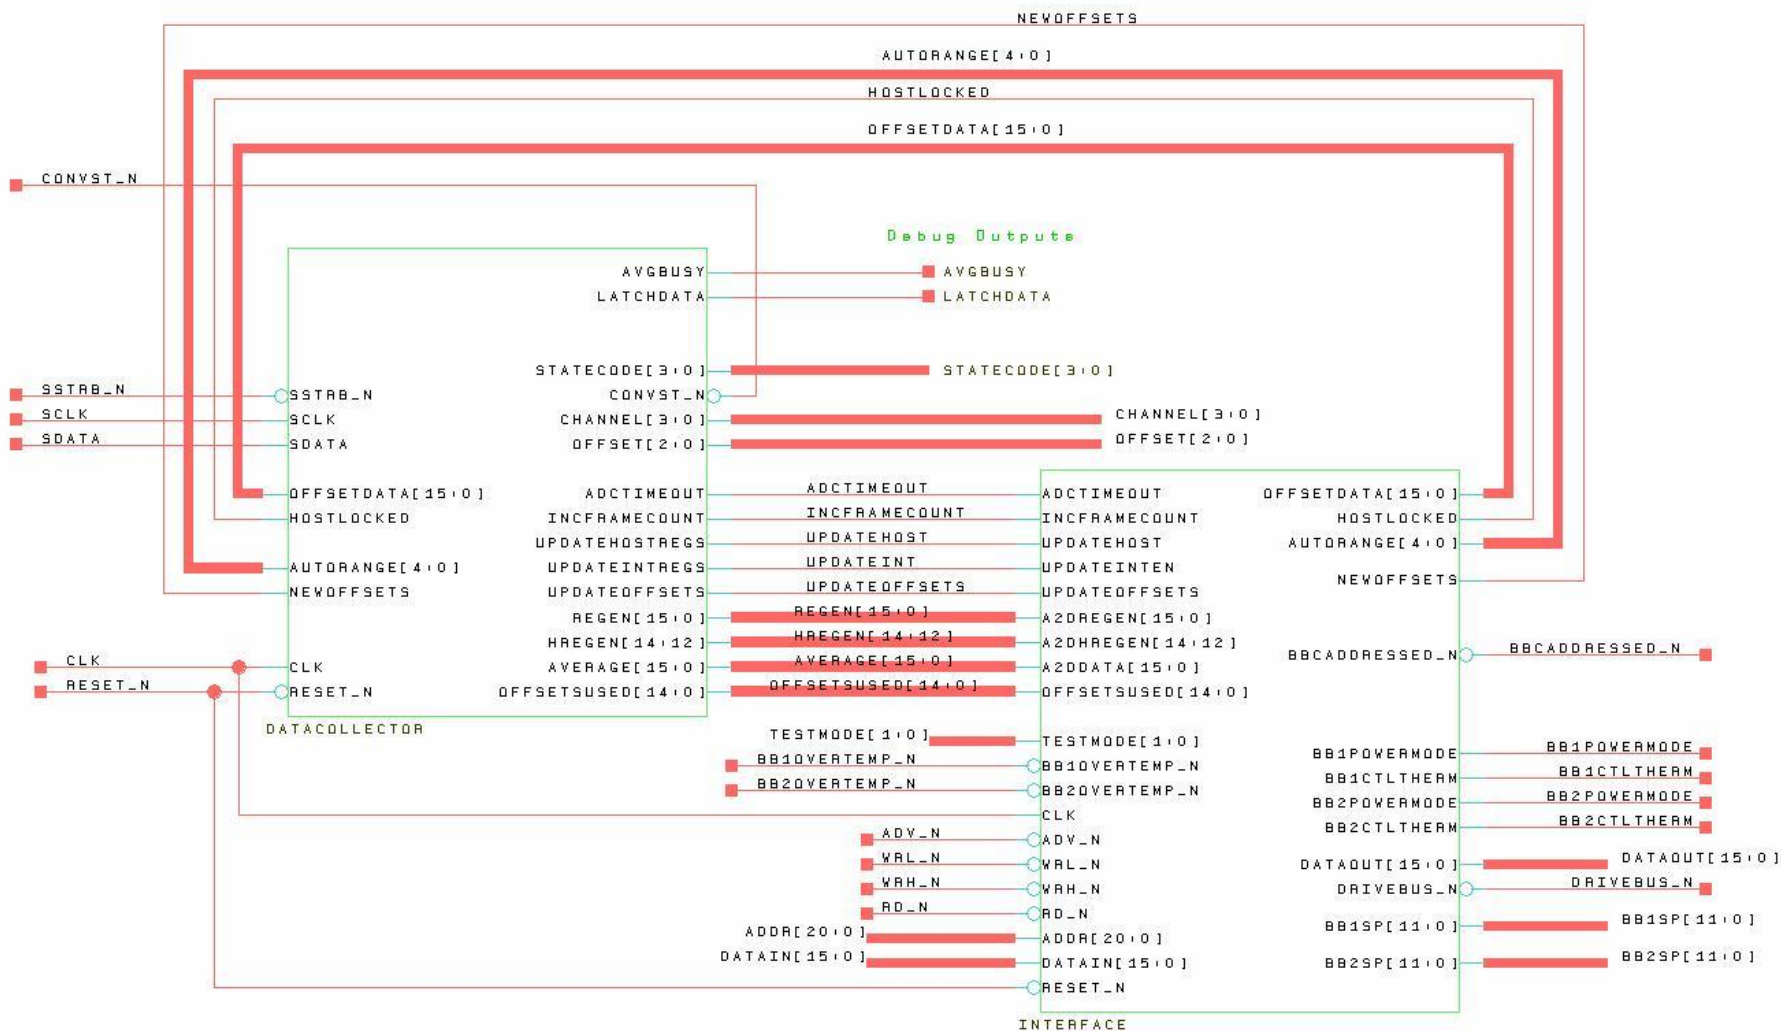 NEWOFFSETS
AUTORANGE[4:0]
HOSTLOCKED
OFFSETDATA[15:0]
CONVST_N
Debug Outputs
AVGBUSY AVGBUSY
LATCHDATA LATCHDATA
STATECODE[3:0] STATECODE[3:0]
SSTRB_N SSTRB_N CONVST_N
SCLK SCLK CHANNEL[3:0] CHANNEL[3:0]
SDATA SDATA OFFSET[2:0] OFFSET[2:0]
OFFSETDATA[15:0] ADCTIMEOUT ADCTIMEOUT ADCTIMEOUT OFFSETDATA[15:0]
HOSTLOCKED INCFRAMECOUNT INCFRAMECOUNT INCFRAMECOUNT HOSTLOCKED
UPDATEHOSTREGS UPDATEHOST UPDATEHOST AUTORANGE[4:0]
AUTORANGE[4:0] UPDATEINTREGS UPDATEINT UPDATEINTEN
NEWOFFSETS
NEWOFFSETS UPDATEOFFSETS UPDATEOFFSETS UPDATEOFFSETS
REGEN[15:0] REGEN[15:0] A2DREGEN[15:0]
HREGEN[14:12] HREGEN[14:12] A2DHREGEN[14:12]
BBCADDRESSED_N BBCADDRESSED_N
CLK CLK AVERAGE[15:0] AVERAGE[15:0] A2DDATA[15:0]
RESET_N RESET_N OFFSETSUSED[14:0] OFFSETSUSED[14:0] OFFSETSUSED[14:0]
DATACOLLECTOR
TESTMODE[1:0] TESTMODE[1:0]
BB1POWERMODE BB1POWERMODE
BB1OVERTEMP_N BB1OVERTEMP_N
BB1CTLTHERM BB1CTLTHERM
BB2OVERTEMP_N BB2OVERTEMP_N
BB2POWERMODE BB2POWERMODE
CLK
BB2CTLTHERM BB2CTLTHERM
ADV_N ADV_N
WRL_N WRL_N DATAOUT[15:0] DATAOUT[15:0]
WRH_N WRH_N DRIVEBUS_N DRIVEBUS_N
RD_N RD_N
BB1SP[11:0] BB1SP[11:0]
ADDR[20:0] ADDR[20:0]
DATAIN[15:0] DATAIN[15:0] BB2SP[11:0] BB2SP[11:0]
RESET_N
INTERFACE